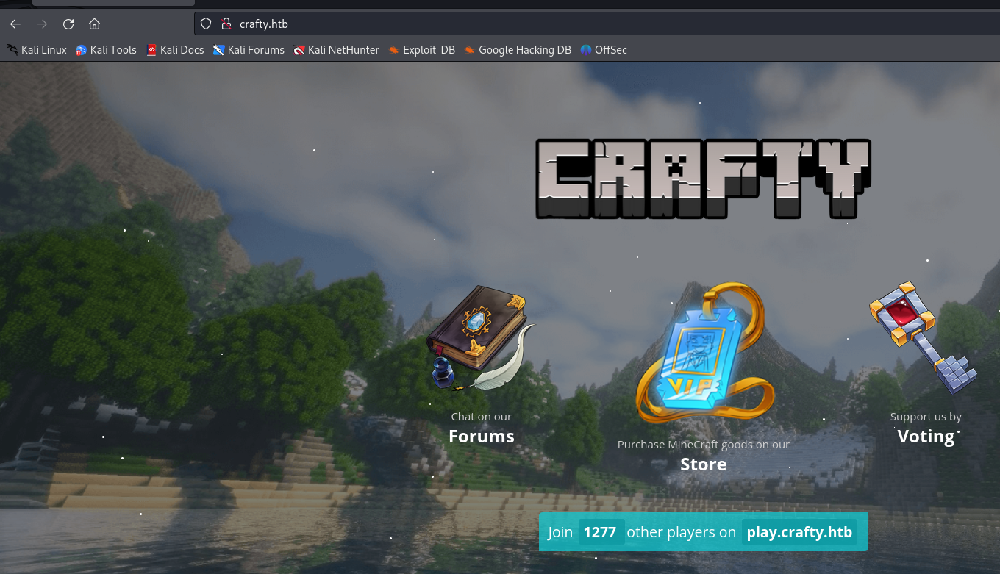 crafty.htb
Kali Linux Kali Tools Kali Docs Kali Forums Kali NetHunter Exploit-DB Google Hacking DB OffSec
CRAFTY
VIP
Chat on our
Forums
Purchase MineCraft goods on our
Store
Support us by
Voting
Join 1277 other players on play.crafty.htb